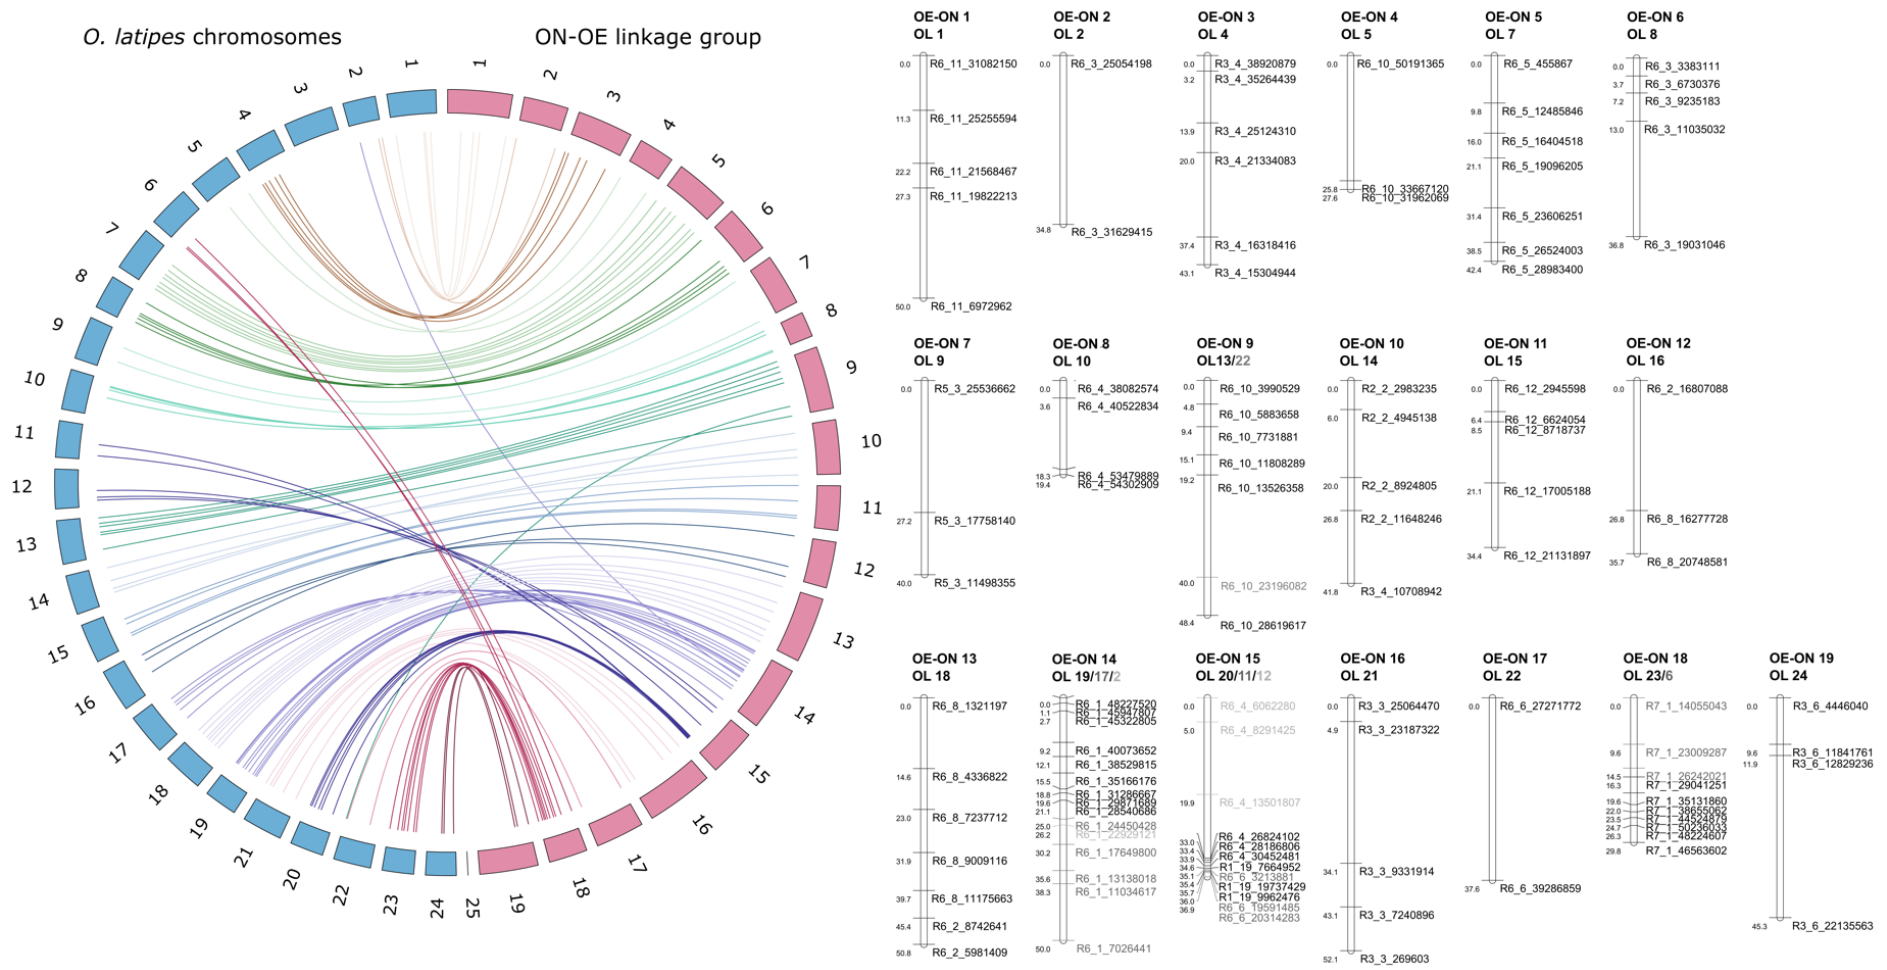 O. latipes chromosomes
ON-OE linkage group
1
2
3
4
5
6
7
8
9
10
11
12
13
14
15
16
17
18
19
21
20
22
23
24
25
1
2
3
4
5
6
7
8
9
10
11
12
13
14
15
16
17
18
19
OE-ON 1
OL 1
0.0 R6_11_31082150
11.3 R6_11_25255594
22.2 R6_11_21568467
27.3 R6_11_19822213
50.0 R6_11_6972962
OE-ON 2
OL 2
0.0 R6_3_25054198
34.8 R6_3_31629415
OE-ON 3
OL 4
0.0 R3_4_38920879
3.2 R3_4_35264439
13.9 R3_4_25124310
20.0 R3_4_21334083
37.4 R3_4_16318416
43.1 R3_4_15304944
OE-ON 4
OL 5
0.0 R6_10_50191365
25.8 R6_10_33667120
27.6 R6_10_31962069
OE-ON 5
OL 7
0.0 R6_5_455867
9.8 R6_5_12485846
16.0 R6_5_16404518
21.1 R6_5_19096205
31.4 R6_5_23606251
38.5 R6_5_26524003
42.4 R6_5_28983400
OE-ON 6
OL 8
0.0 R6_3_3383111
3.7 R6_3_6730376
7.2 R6_3_9235183
13.0 R6_3_11035032
36.8 R6_3_19031046
OE-ON 7
OL 9
0.0 R5_3_25536662
27.2 R5_3_17758140
40.0 R5_3_11498355
OE-ON 8
OL 10
0.0 R6_4_38082574
3.6 R6_4_40522834
18.3 R6_4_53479889
19.4 R6_4_54302909
OE-ON 9
OL13/22
0.0 R6_10_3990529
4.8 R6_10_5883658
9.4 R6_10_7731881
15.1 R6_10_11808289
19.2 R6_10_13526358
40.0 R6_10_23196082
48.4 R6_10_28619617
OE-ON 10
OL 14
0.0 R2_2_2983235
6.0 R2_2_4945138
20.0 R2_2_8924805
26.8 R2_2_11648246
41.8 R3_4_10708942
OE-ON 11
OL 15
0.0 R6_12_2945598
6.4 R6_12_6624054
8.5 R6_12_8718737
21.1 R6_12_17005188
34.4 R6_12_21131897
OE-ON 12
OL 16
0.0 R6_2_16807088
26.8 R6_8_16277728
35.7 R6_8_20748581
OE-ON 13
OL 18
0.0 R6_8_1321197
14.6 R6_8_4336822
23.0 R6_8_7237712
31.9 R6_8_9009116
39.7 R6_8_11175663
45.4 R6_2_8742641
50.8 R6_2_5981409
OE-ON 14
OL 19/17/2
0.0 R6_1_48227520
1.1 R6_1_45947807
2.7 R6_1_45322805
9.2 R6_1_40073652
12.1 R6_1_38529815
15.5 R6_1_35166176
18.8 R6_1_31286667
19.6 R6_1_29871689
21.1 R6_1_28540686
25.0 R6_1_24450428
26.2 R6_1_22929121
30.2 R6_1_17649800
35.6 R6_1_13138018
38.3 R6_1_11034617
50.0 R6_1_7026441
OE-ON 15
OL 20/11/12
0.0 R6_4_6062280
5.0 R6_4_8291425
19.9 R6_4_13501807
33.0 R6_4_26824102
33.4 R6_4_28186806
33.9 R6_4_30452481
34.6 R1_19_7664952
35.1 R6_6_3213881
35.4 R1_19_19737429
35.7
36.0 R1_19_9962476
36.9 R6_6_19591485
R6_6_20314283
OE-ON 16
OL 21
0.0 R3_3_25064470
4.9 R3_3_23187322
34.1 R3_3_9331914
43.1 R3_3_7240896
52.1 R3_3_269603
OE-ON 17
OL 22
0.0 R6_6_27271772
37.6 R6_6_39286859
OE-ON 18
OL 23/6
0.0 R7_1_14055043
9.6 R7_1_23009287
14.5 R7_1_26242021
16.3 R7_1_29041251
19.6 R7_1_35131860
22.0 R7_1_38655062
23.5 R7_1_44524879
24.7 R7_1_50236033
26.3 R7_1_48224607
29.8 R7_1_46563602
OE-ON 19
OL 24
0.0 R3_6_4446040
9.6 R3_6_11841761
11.9 R3_6_12829236
45.3 R3_6_22135563